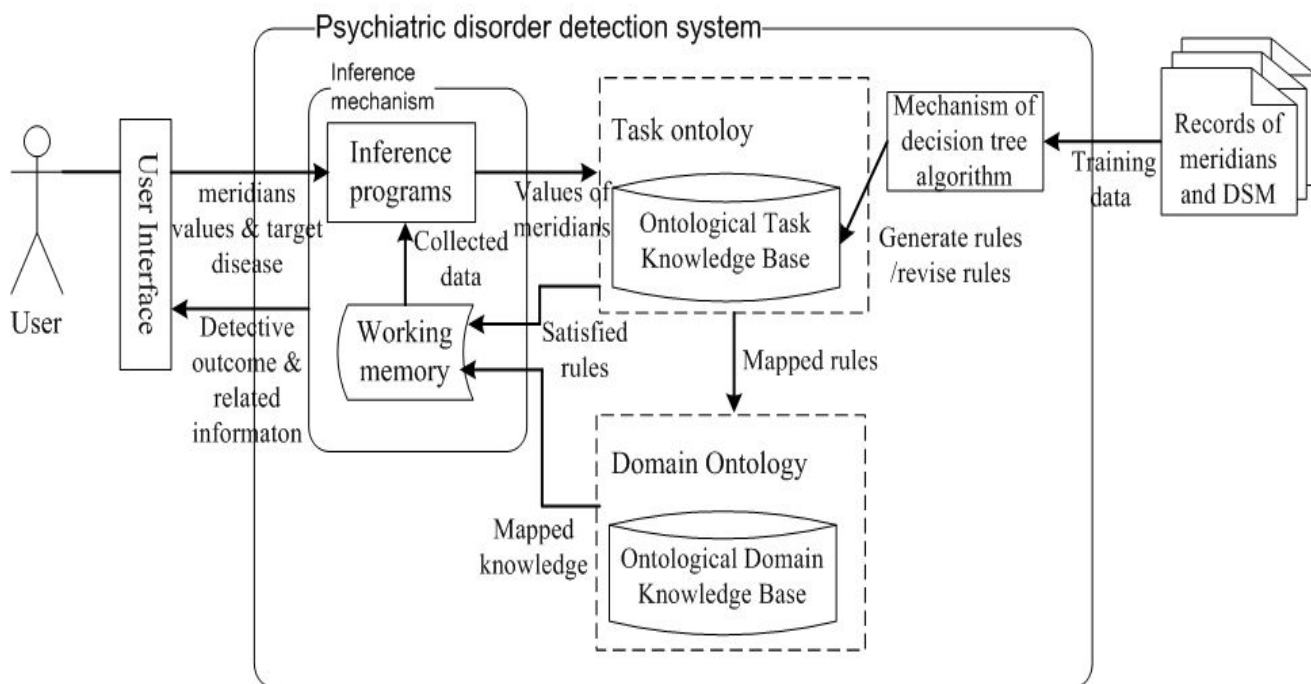 Psychiatric disorder detection system
Inference
mechanism
Inference
programs
Task ontoloy
Mechanism of
decision tree
algorithm
Records of
meridians
and DSM
Training
data
User Interface
meridians
values & target
disease
Values of
meridians
Ontological Task
Knowledge Base
Generate rules
/revise rules
Collected
data
User
Detective
outcome &
related
informaton
Working
memory
Satisfied
rules
Mapped rules
Domain Ontology
Mapped
knowledge
Ontological Domain
Knowledge Base